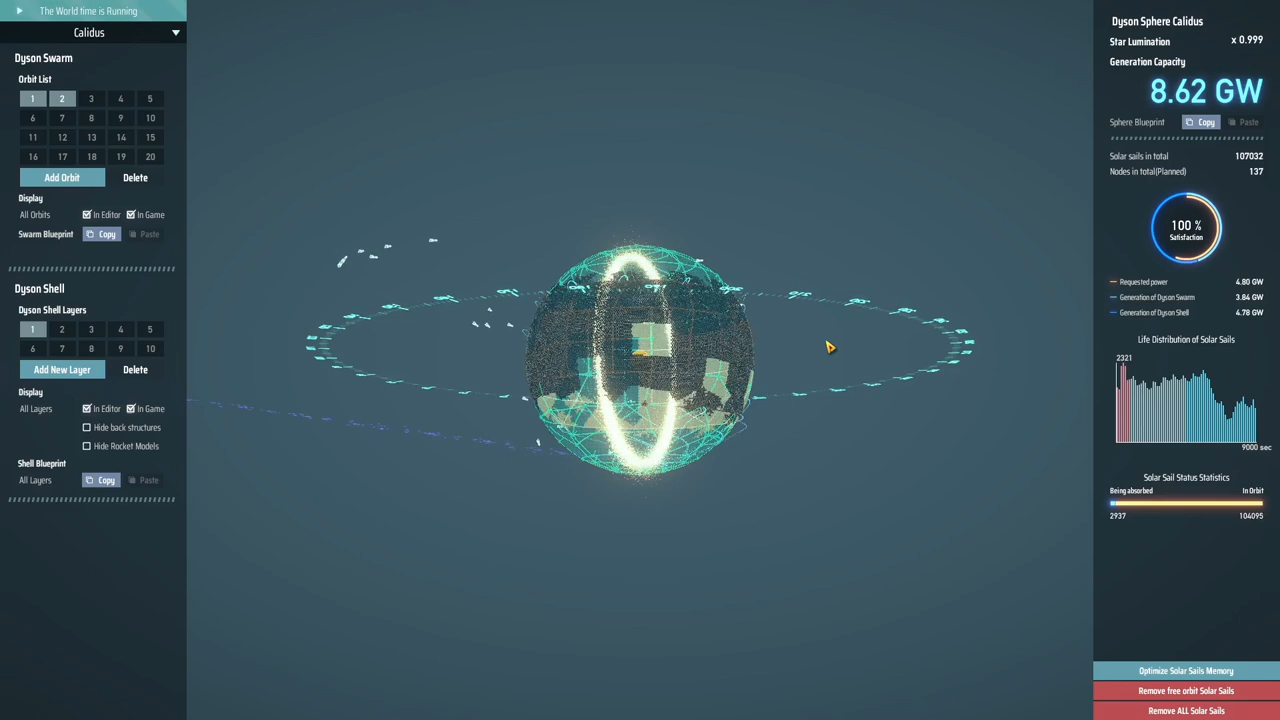 The World time is Running
Calidus
Dyson Swarm
Orbit List
1 2 3 4 5
6 7 8 9 10
11 12 13 14 15
16 17 18 19 20
Add Orbit Delete
Display
All Orbits In Editor In Game
Swarm Blueprint Copy Paste
Dyson Shell
Dyson Shell Layers
1 2 3 4 5
6 7 8 9 10
Add New Layer Delete
Display
All Layers In Editor In Game
Hide back structures
Hide Rocket Models
Shell Blueprint
All Layers Copy Paste
Dyson Sphere Calidus
Star Lumination x 0.999
Generation Capacity
8.62 GW
Sphere Blueprint Copy Paste
Solar sails in total 107032
Nodes in total(Planned) 137
100 %
Satisfaction
Requested power 4.80 GW
Generation of Dyson Swarm 3.84 GW
Generation of Dyson Shell 4.78 GW
Life Distribution of Solar Sails
2321
9000 sec
Solar Sail Status Statistics
Being absorbed In Orbit
2937 104095
Optimize Solar Sails Memory
Remove free orbit Solar Sails
Remove ALL Solar Sails